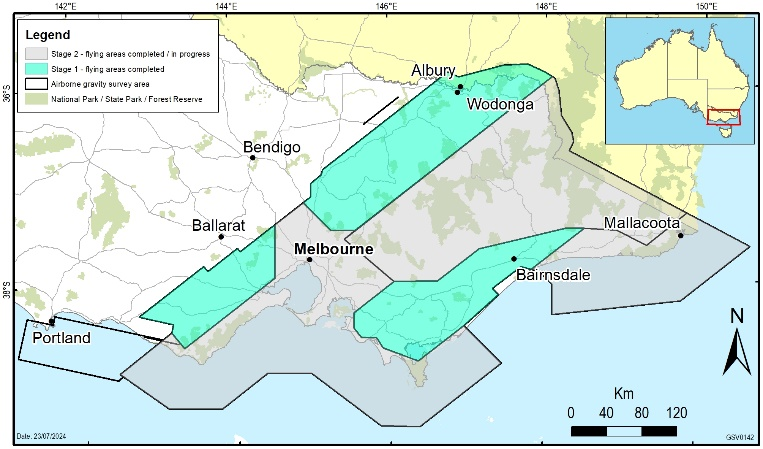 142°E
144°E
146°E
148°E
150°E
Legend
Stage 2 - flying areas completed / in progress
Stage 1 - flying areas completed
Airborne gravity survey area
National Park / State Park / Forest Reserve
36°S
Albury
Wodonga
Bendigo
Ballarat
Melbourne
Mallacoota
Bairnsdale
38°S
Portland
N
Km
0 40 80 120
Date: 23/07/2024
GSV0142